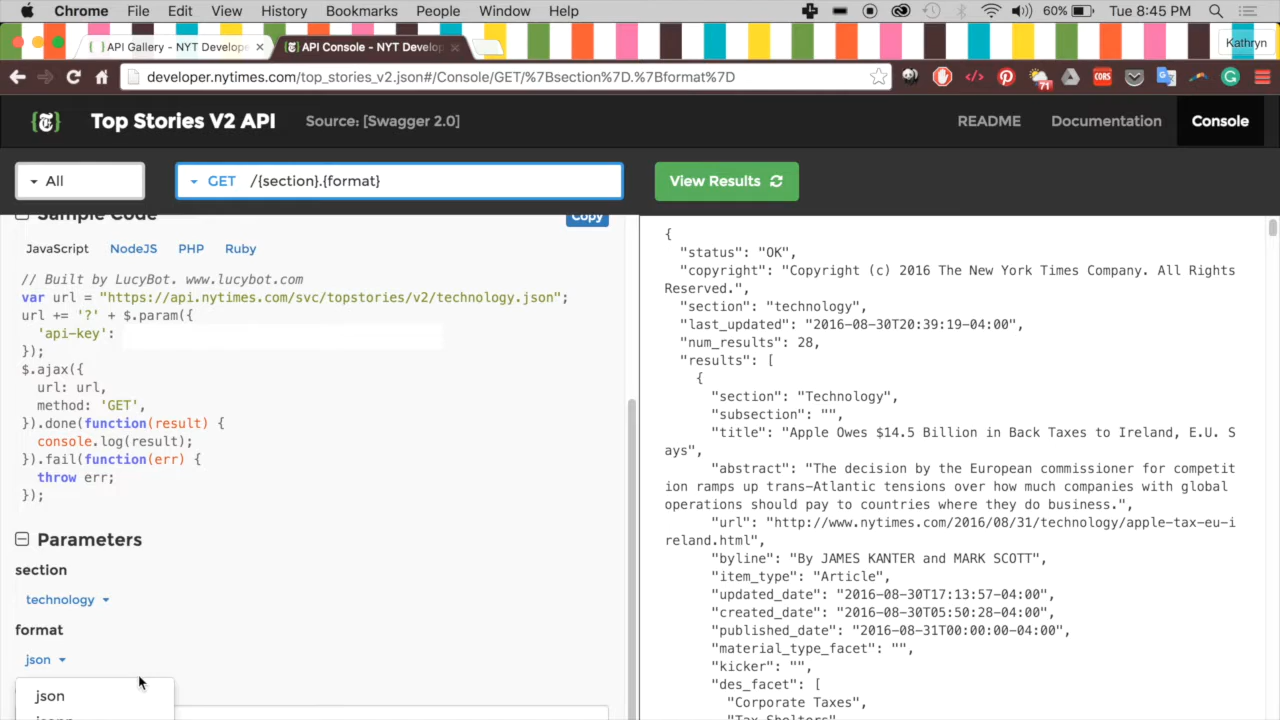 Chrome File Edit View History Bookmarks People Window Help 60% Tue 8:45 PM
API Gallery - NYT Develope × API Console - NYT Develop × Kathryn
developer.nytimes.com/top_stories_v2.json#/Console/GET/%7Bsection%7D.%7Bformat%7D
71 CORS
Top Stories V2 API Source: [Swagger 2.0] README Documentation Console
All GET /{section}.{format} View Results
Sample Code Copy
JavaScript NodeJS PHP Ruby
// Built by LucyBot. www.lucybot.com
var url = "https://api.nytimes.com/svc/topstories/v2/technology.json";
url += '?' + $.param({
'api-key':
});
$.ajax({
url: url,
method: 'GET',
}).done(function(result) {
console.log(result);
}).fail(function(err) {
throw err;
});
Parameters
section
technology
format
json
json
{
"status": "OK",
"copyright": "Copyright (c) 2016 The New York Times Company. All Rights
Reserved.",
"section": "technology",
"last_updated": "2016-08-30T20:39:19-04:00",
"num_results": 28,
"results": [
{
"section": "Technology",
"subsection": "",
"title": "Apple Owes $14.5 Billion in Back Taxes to Ireland, E.U. S
ays",
"abstract": "The decision by the European commissioner for competit
ion ramps up trans-Atlantic tensions over how much companies with global
operations should pay to countries where they do business.",
"url": "http://www.nytimes.com/2016/08/31/technology/apple-tax-eu-i
reland.html",
"byline": "By JAMES KANTER and MARK SCOTT",
"item_type": "Article",
"updated_date": "2016-08-30T17:13:57-04:00",
"created_date": "2016-08-30T05:50:28-04:00",
"published_date": "2016-08-31T00:00:00-04:00",
"material_type_facet": "",
"kicker": "",
"des_facet": [
"Corporate Taxes",
"Tax Shelters",